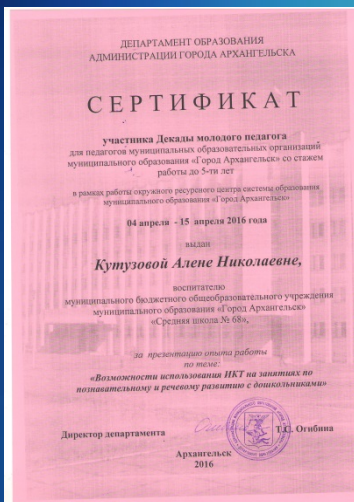 ДЕПАРТАМЕНТ ОБРАЗОВАНИЯ
АДМИНИСТРАЦИИ ГОРОДА АРХАНГЕЛЬСКА
СЕРТИФИКАТ
участника Декады молодого педагога
для педагогов муниципальных образовательных организаций
муниципального образования «Город Архангельск» со стажем
работы до 5-ти лет
в рамках работы окружного ресурсного центра системы образования
муниципального образования «Город Архангельск»
04 апреля - 15 апреля 2016 года
выдан
Кутузовой Алене Николаевне,
воспитателю
муниципального бюджетного общеобразовательного учреждения
муниципального образования «Город Архангельск»
«Средняя школа № 68»,
за презентацию опыта работы
по теме:
«Возможности использования ИКТ на занятиях по
познавательному и речевому развитию с дошкольниками»
Директор департамента Т.С. Огибина
Архангельск
2016